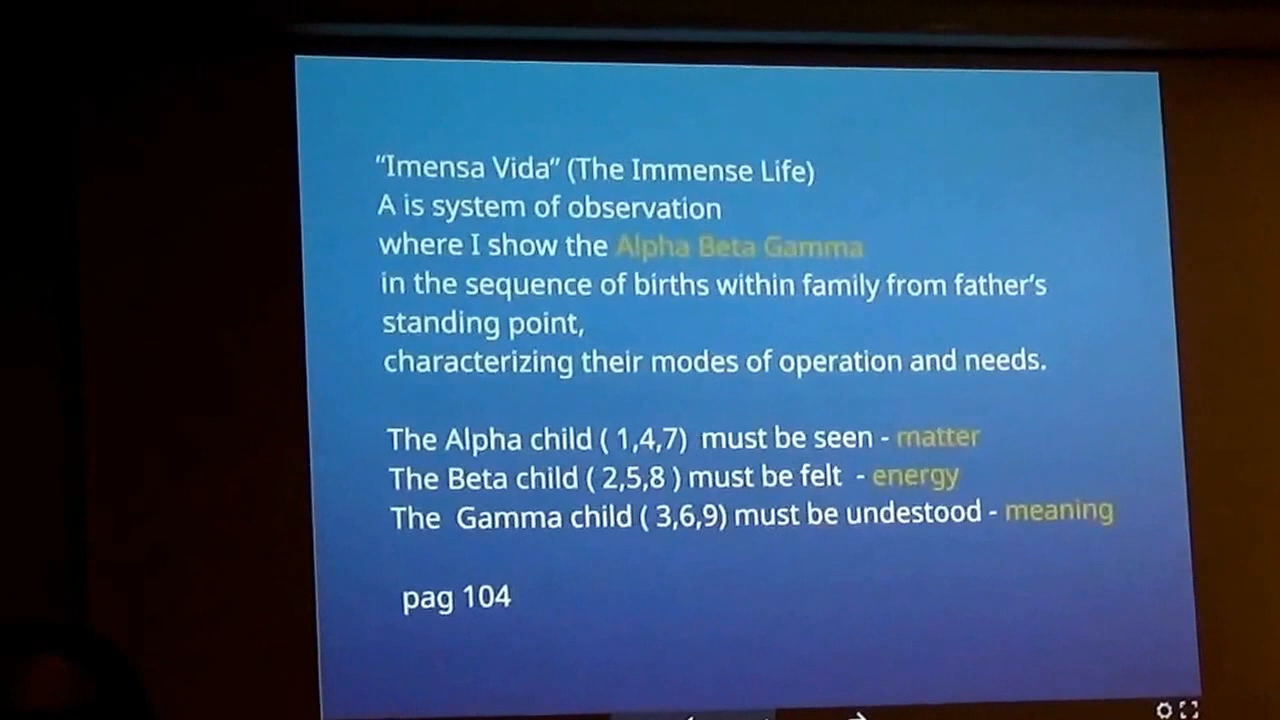 “Imensa Vida” (The Immense Life)
A is system of observation
where I show the Alpha Beta Gamma
in the sequence of births within family from father’s
standing point,
characterizing their modes of operation and needs.
The Alpha child ( 1,4,7)  must be seen - matter
The Beta child ( 2,5,8 ) must be felt  - energy
The  Gamma child ( 3,6,9) must be undestood - meaning
pag 104